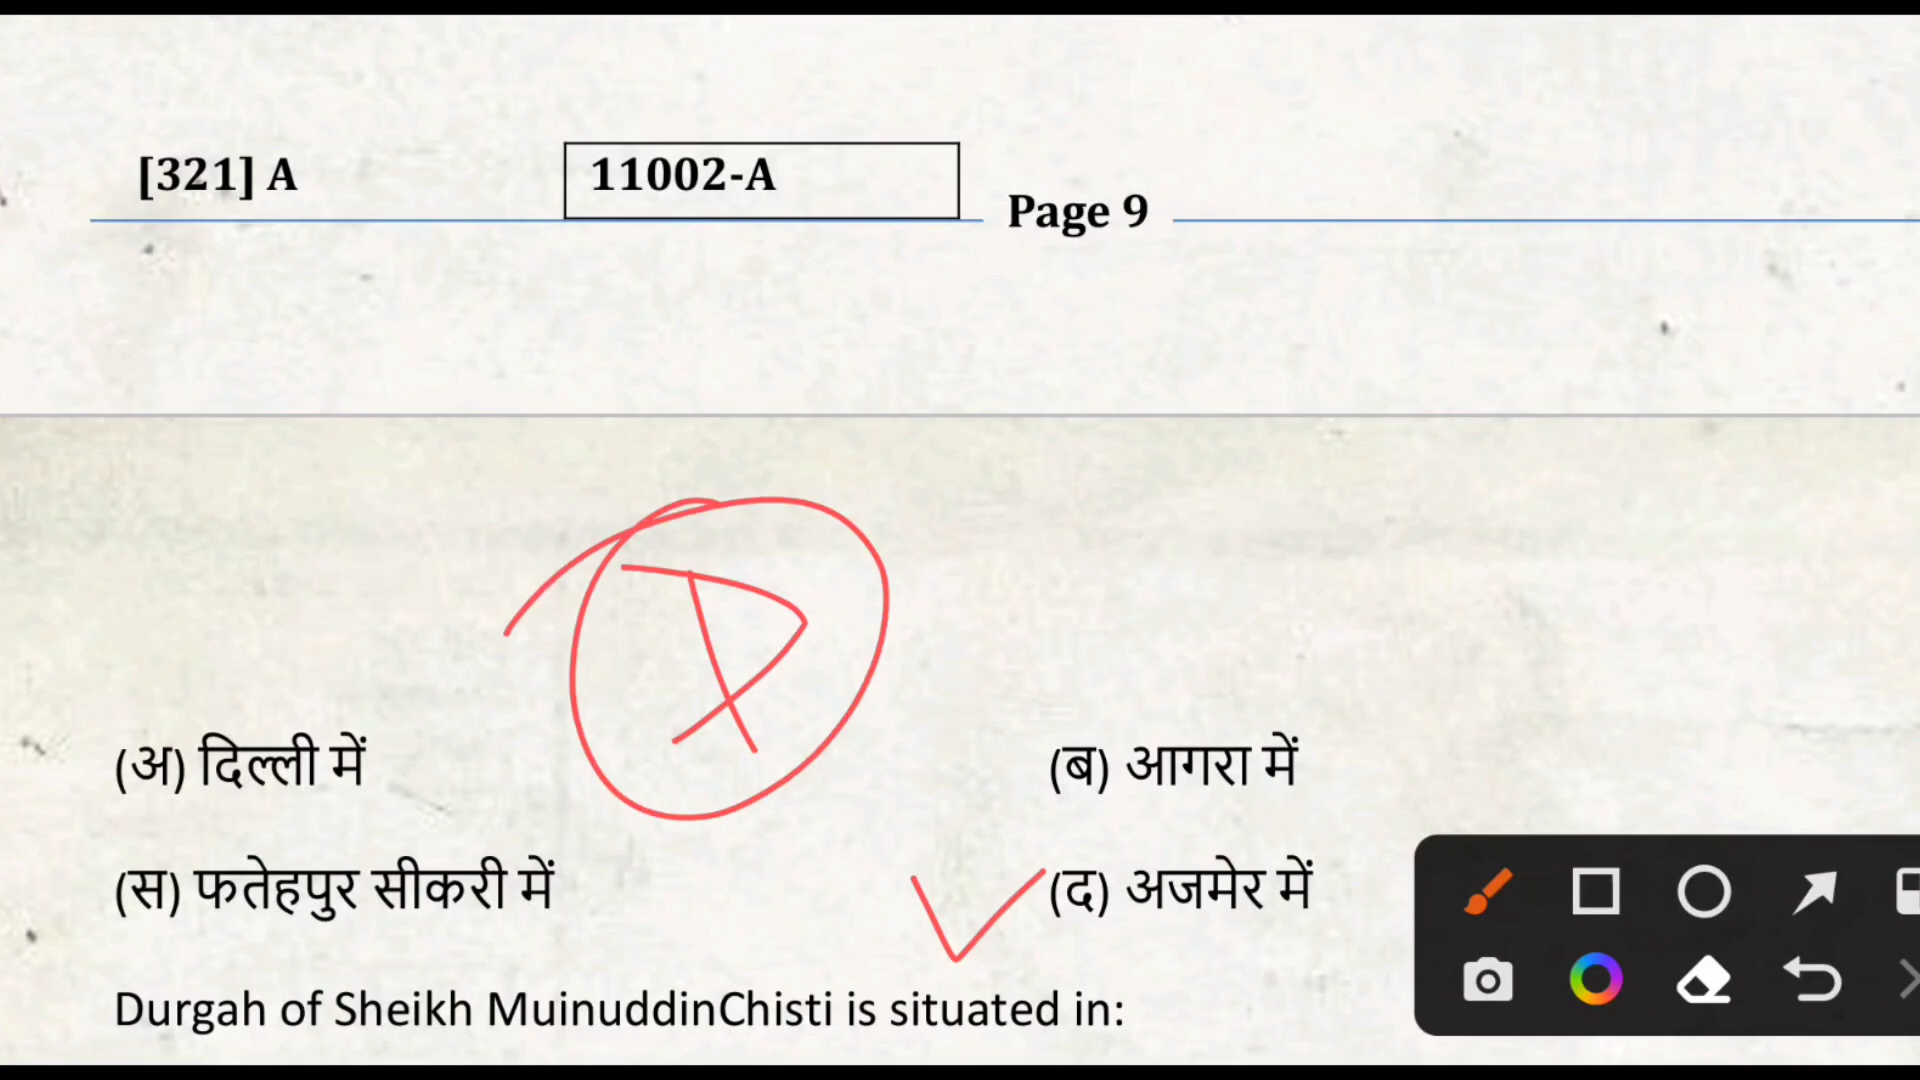 [321] A 11002-A
Page 9
D
(अ) दिल्ली में (ब) आगरा में
(स) फतेहपुर सीकरी में (द) अजमेर में
Durgah of Sheikh MuinuddinChisti is situated in: